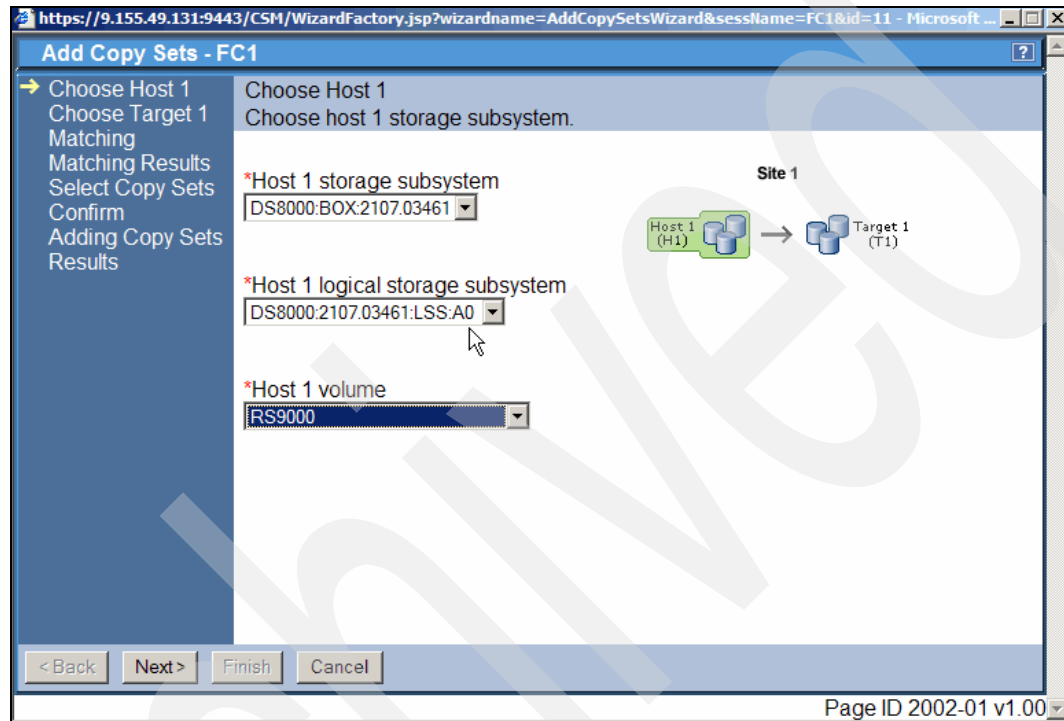 https://9.155.49.131:9443/CSM/WizardFactory.jsp?wizardname=AddCopySetsWizard&sessName=FC1&id=11 - Microsoft ...
Add Copy Sets - FC1
?
Choose Host 1
Choose Target 1
Matching
Matching Results
Select Copy Sets
Confirm
Adding Copy Sets
Results
Choose Host 1
Choose host 1 storage subsystem.
*Host 1 storage subsystem
DS8000:BOX:2107.03461
*Host 1 logical storage subsystem
DS8000:2107.03461:LSS:A0
*Host 1 volume
RS9000
Site 1
Host 1
(H1)
Target 1
(T1)
< Back Next > Finish Cancel
Page ID 2002-01 v1.00